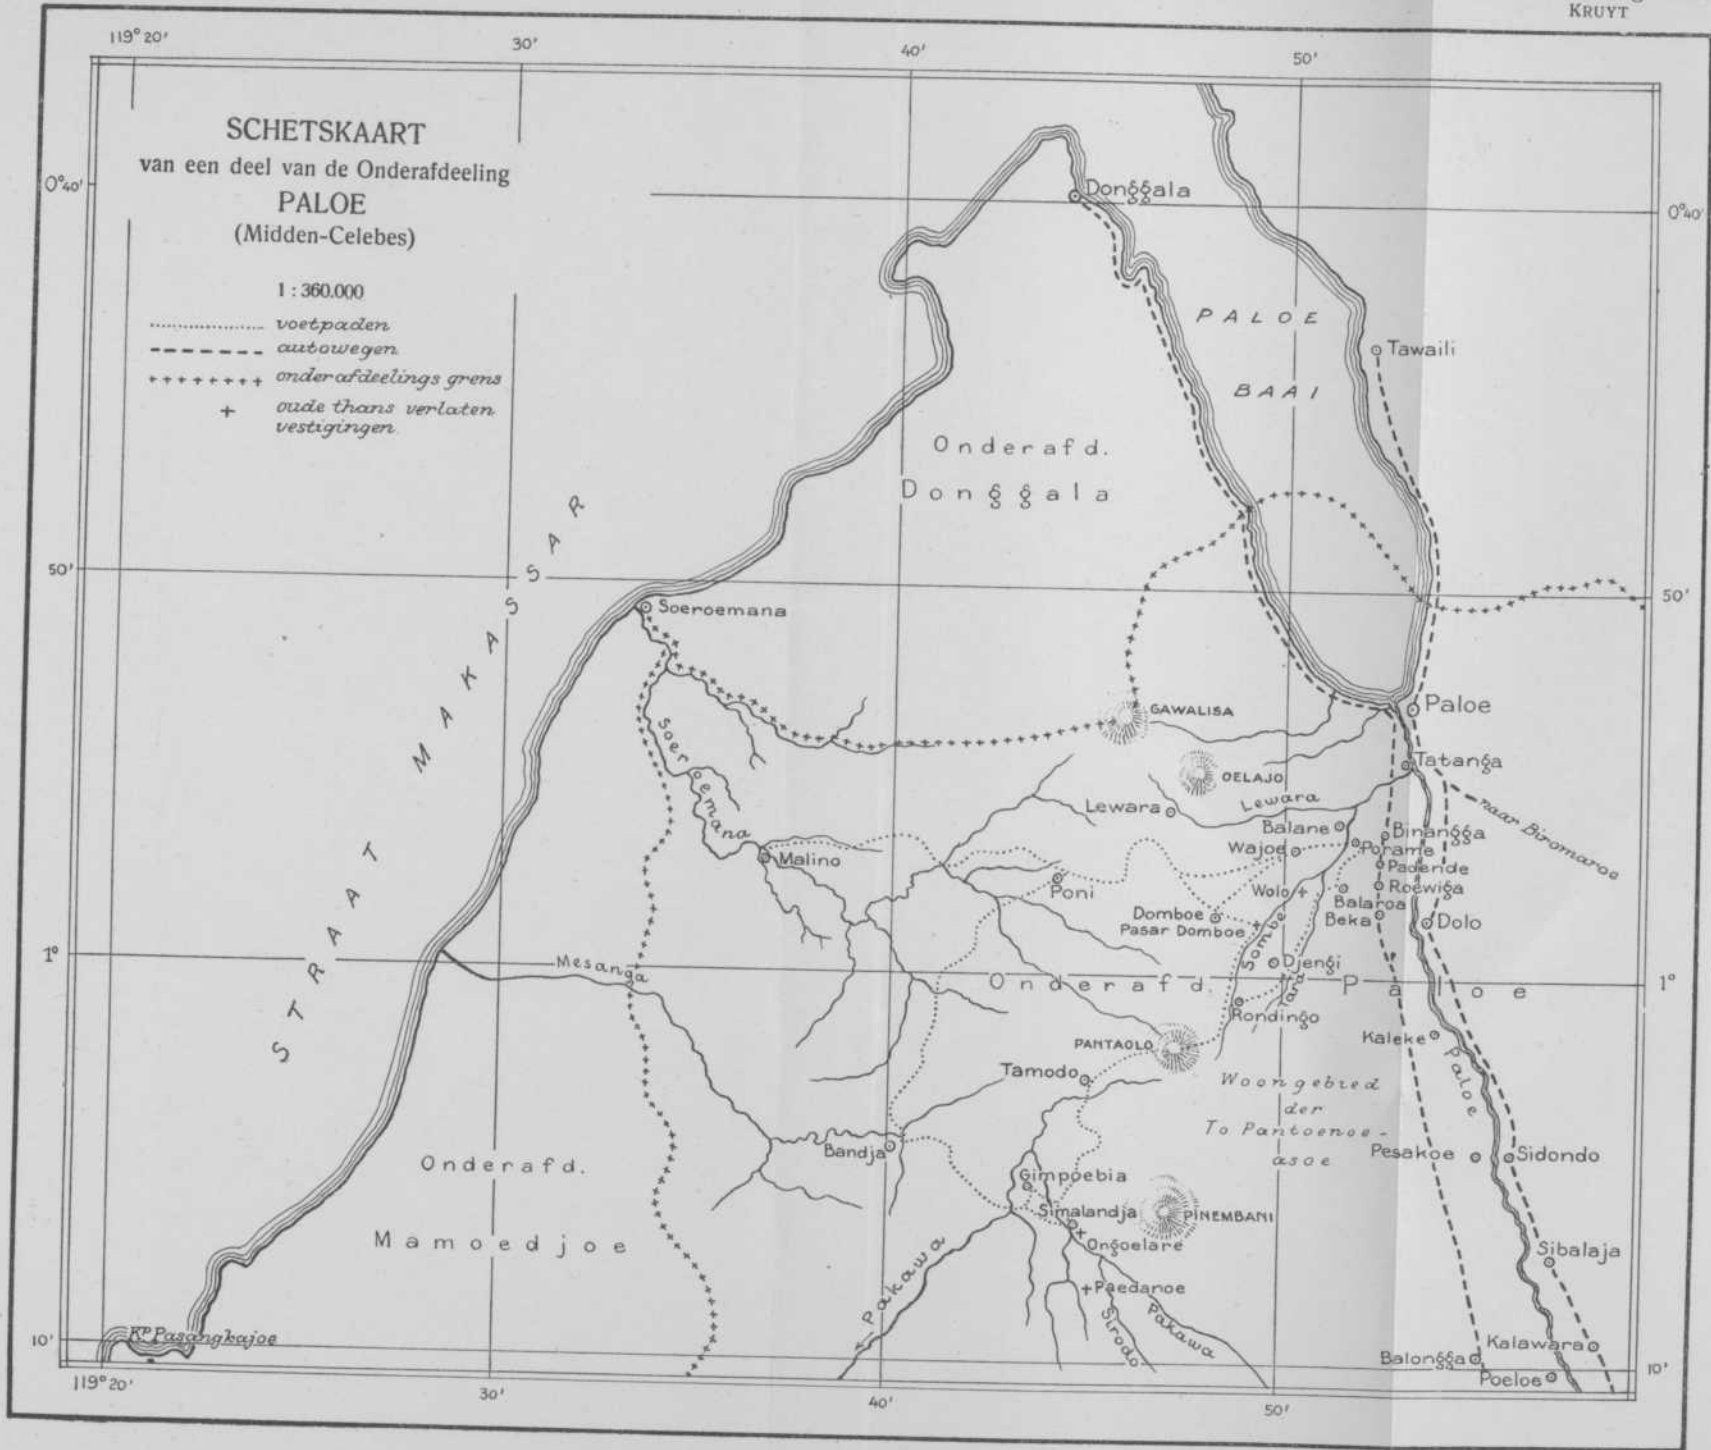 KRUYT
119° 20'
30'
40'
50'
SCHETSKAART
van een deel van de Onderafdeeling
PALOE
(Midden-Celebes)
1 : 360.000
voetpaden
autowegen
onderafdeelings grens
oude thans verlaten
vestigingen
0°40'
0°40'
Donggala
PALOE
BAAI
Tawaili
Onderafd.
Donggala
STRAAT MAKASSAR
50'
50'
Soeroemana
GAWALISA
Paloe
OELAJO
Tatanga
Soeroemana
Lewara
Lewara
naar Biromaroe
Balane
Binangga
Wajoe
Porame
Malino
Padende
Poni
Wolo
Roewiga
Balaroa
Domboe
Beka
Dolo
Pasar Domboe
Sombe
1°
1°
Mesanga
Djengi
Onderafd. Paloe
Rondingo
PANTAOLO
Kaleke
Paloe
Tamodo
Woongebied
der
To Pantoenoe-
asoe
Bandja
Pesakoe
Sidondo
Onderafd.
Mamoedjoe
Gimpoebia
Simalandja
PINEMBANI
Ongoelare
Sibalaja
Pakawa
Paedanoe
Sirodo
Pakawa
10'
Kp Pasangkajoe
Kalawara
Balongga
Poeloe
10'
119° 20'
30'
40'
50'